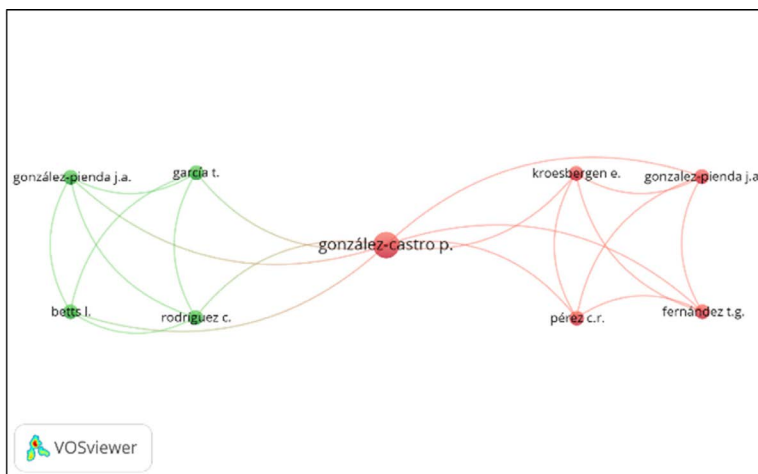 garcía t.
kroesbergen e.
gonzález-pienda j.a.
gonzalez-pienda j.a
gonzález-castro p.
betts l.
rodríguez c.
pérez c.r.
fernández t.g.
VOSviewer